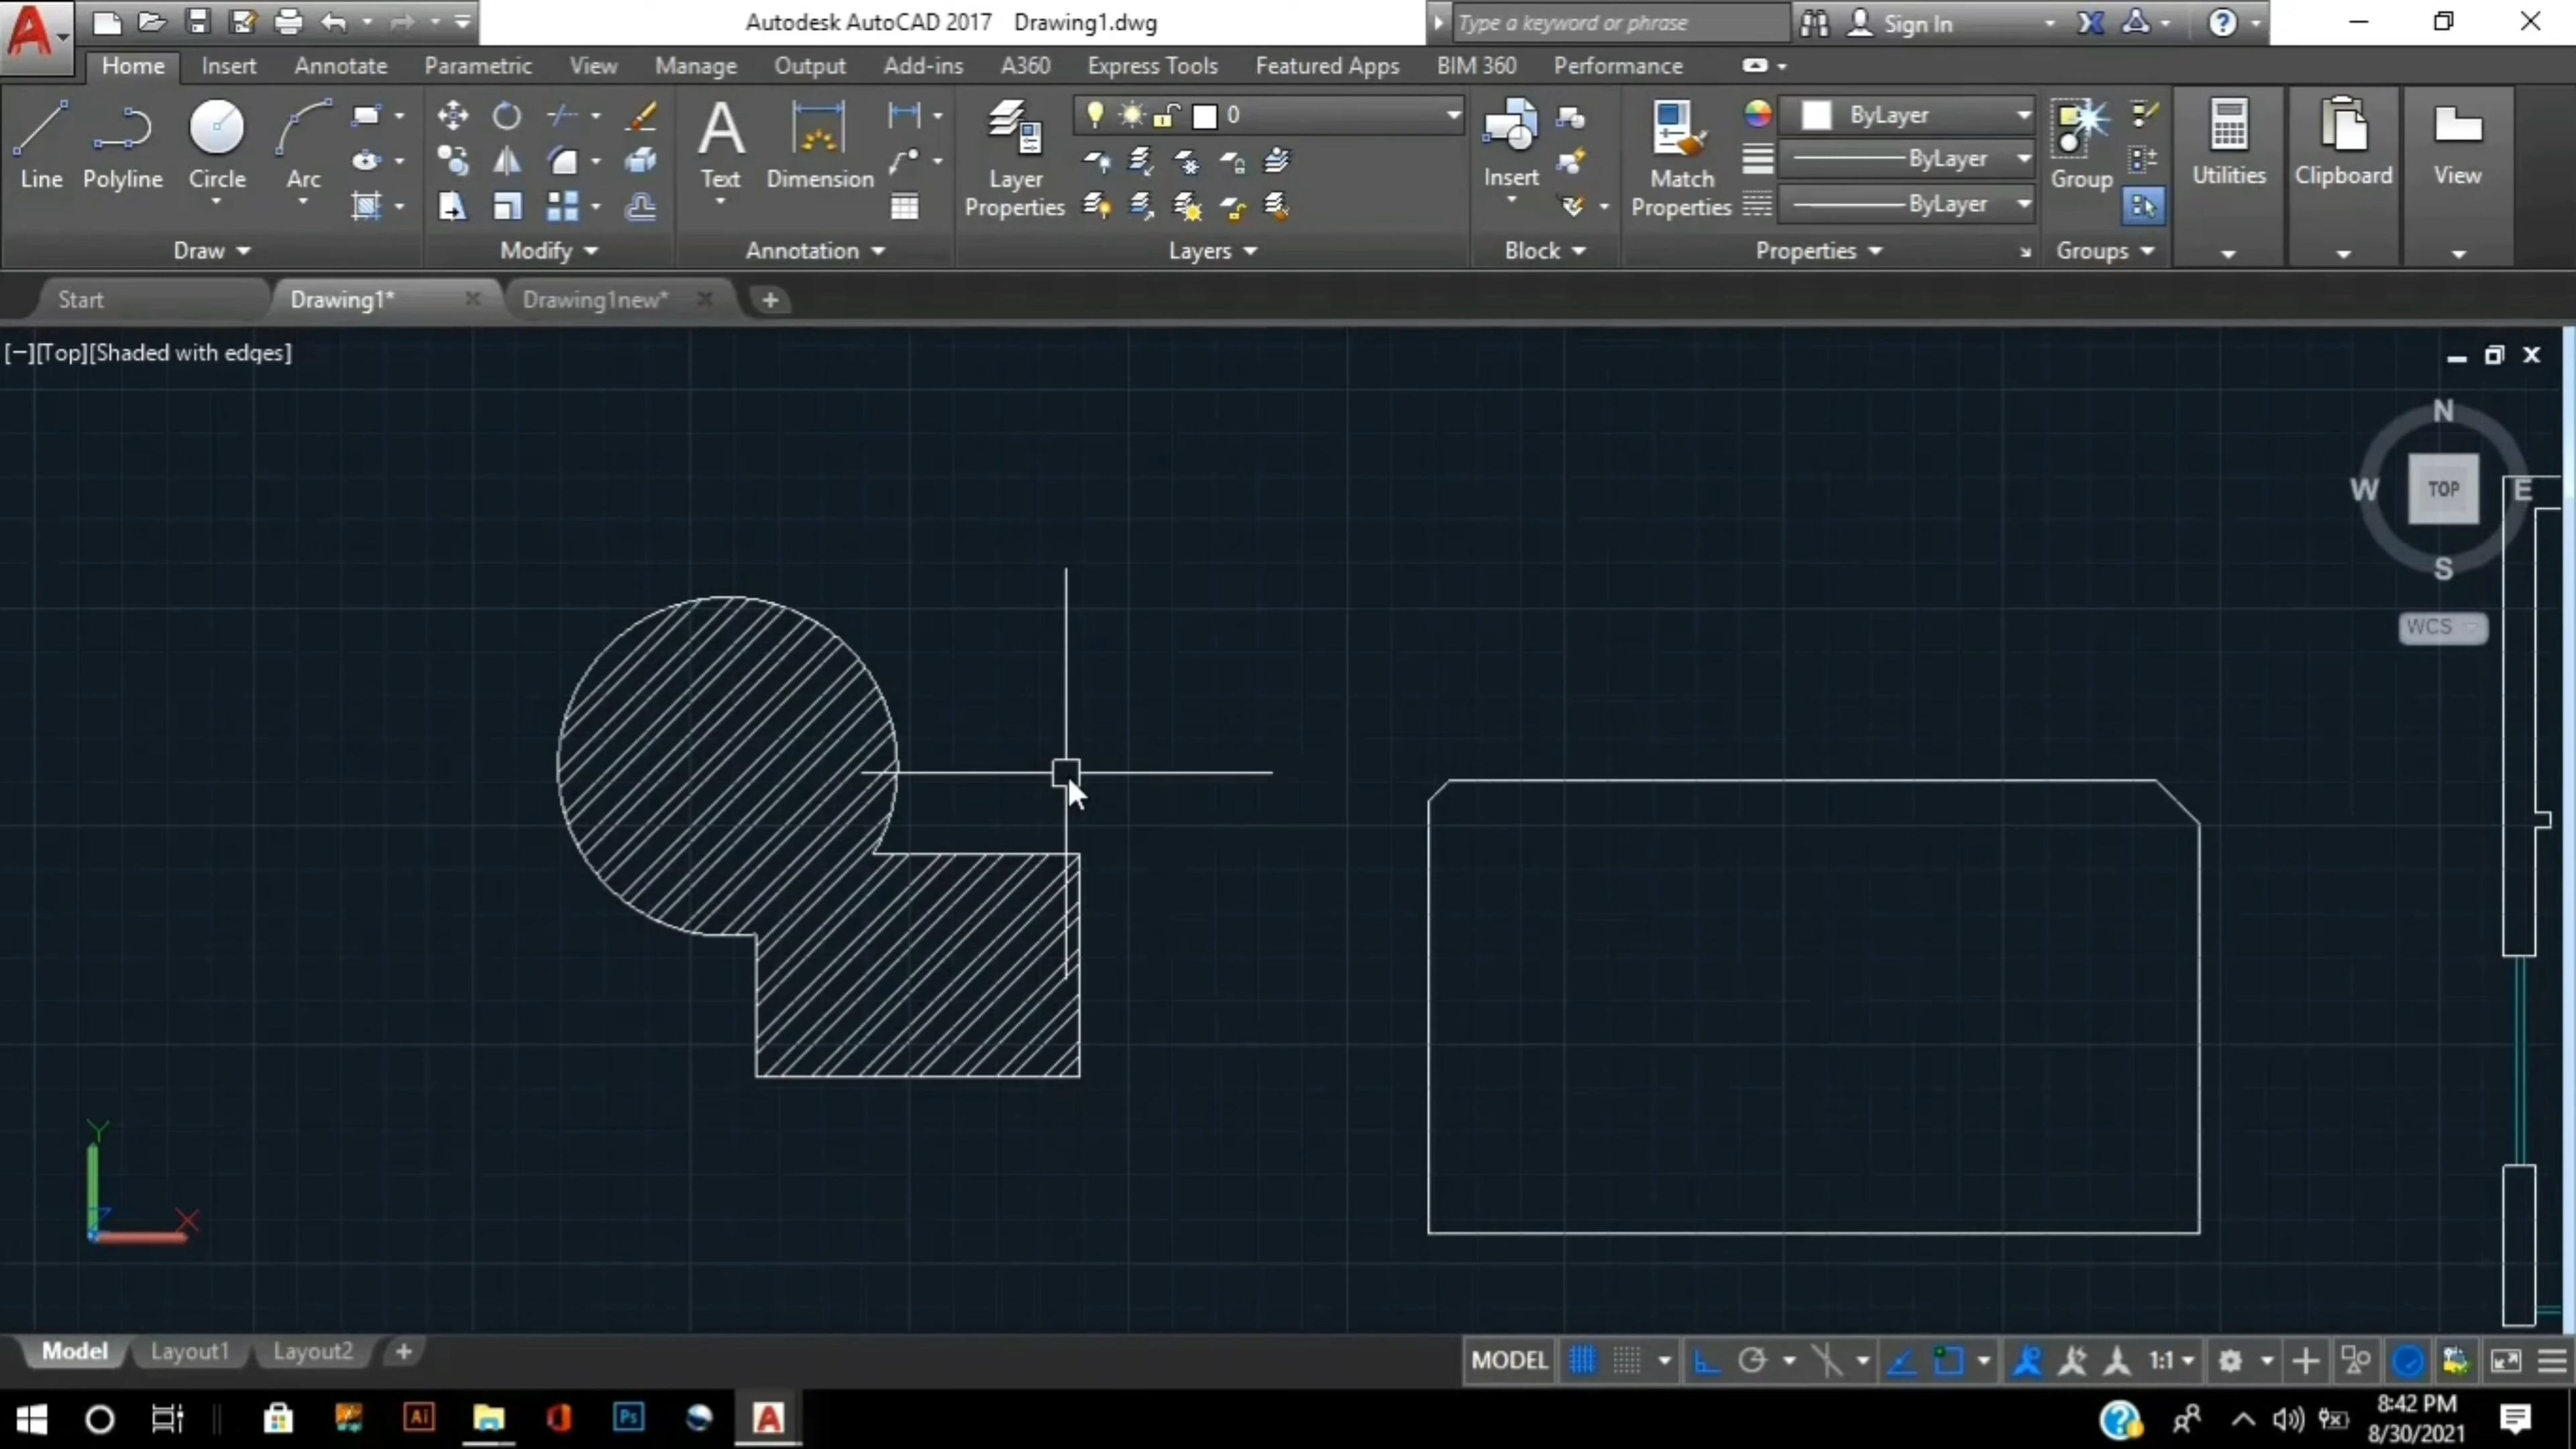 Autodesk AutoCAD 2017 Drawing1.dwg
Type a keyword or phrase
Sign In
Home Insert Annotate Parametric View Manage Output Add-ins A360 Express Tools Featured Apps BIM 360 Performance
Line Polyline Circle Arc
Text Dimension
Layer Properties
0
Insert
Match Properties
ByLayer
ByLayer
ByLayer
Group
Utilities
Clipboard
View
Draw Modify Annotation Layers Block Properties Groups
Start Drawing1* Drawing1new*
[−][Top][Shaded with edges]
N
W TOP E
S
WCS
Y
X
Model Layout1 Layout2
MODEL 1:1
Ai Ps A
8:42 PM
8/30/2021